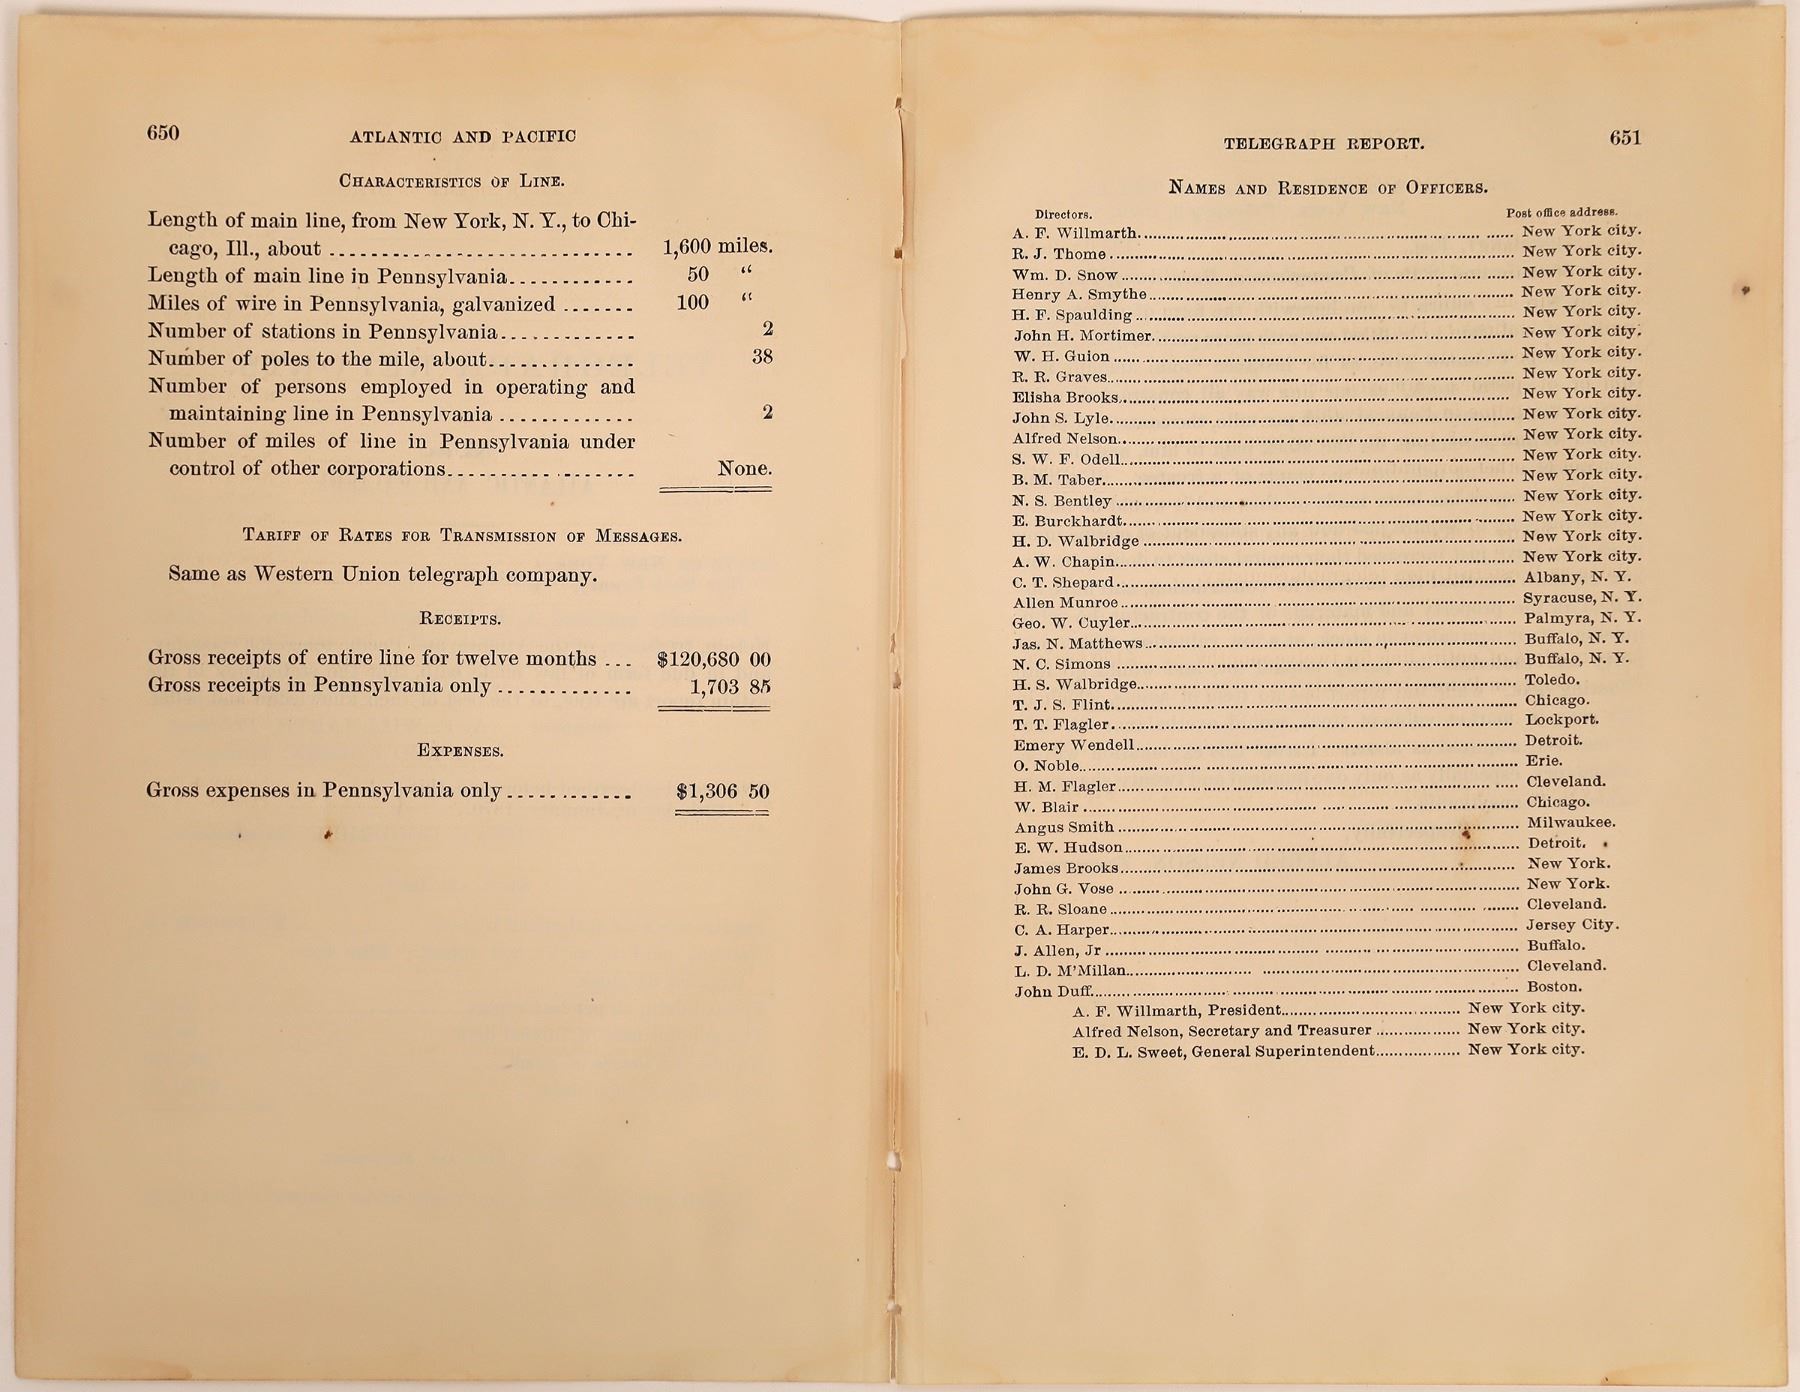 650
ATLANTIC AND PACIFIC
CHARACTERISTICS OF LINE.
Length of main line, from New York, N. Y., to Chi-
cago, Ill., about ............................ 1,600 miles.
Length of main line in Pennsylvania............ 50 “
Miles of wire in Pennsylvania, galvanized ....... 100 “
Number of stations in Pennsylvania............. 2
Number of poles to the mile, about.............. 38
Number of persons employed in operating and
maintaining line in Pennsylvania ............. 2
Number of miles of line in Pennsylvania under
control of other corporations.................. None.
TARIFF OF RATES FOR TRANSMISSION OF MESSAGES.
Same as Western Union telegraph company.
RECEIPTS.
Gross receipts of entire line for twelve months ... $120,680 00
Gross receipts in Pennsylvania only ............. 1,703 85
EXPENSES.
Gross expenses in Pennsylvania only ............ $1,306 50
TELEGRAPH REPORT.
651
NAMES AND RESIDENCE OF OFFICERS.
Directors. Post office address.
A. F. Willmarth........ New York city.
R. J. Thome........ New York city.
Wm. D. Snow........ New York city.
Henry A. Smythe........ New York city.
H. F. Spaulding........ New York city.
John H. Mortimer........ New York city.
W. H. Guion........ New York city.
R. R. Graves........ New York city.
Elisha Brooks........ New York city.
John S. Lyle........ New York city.
Alfred Nelson........ New York city.
S. W. F. Odell........ New York city.
B. M. Taber........ New York city.
N. S. Bentley........ New York city.
E. Burckhardt........ New York city.
H. D. Walbridge........ New York city.
A. W. Chapin........ New York city.
C. T. Shepard........ Albany, N. Y.
Allen Munroe........ Syracuse, N. Y.
Geo. W. Cuyler........ Palmyra, N. Y.
Jas. N. Matthews........ Buffalo, N. Y.
N. C. Simons........ Buffalo, N. Y.
H. S. Walbridge........ Toledo.
T. J. S. Flint........ Chicago.
T. T. Flagler........ Lockport.
Emery Wendell........ Detroit.
O. Noble........ Erie.
H. M. Flagler........ Cleveland.
W. Blair........ Chicago.
Angus Smith........ Milwaukee.
E. W. Hudson........ Detroit.
James Brooks........ New York.
John G. Vose........ New York.
R. R. Sloane........ Cleveland.
C. A. Harper........ Jersey City.
J. Allen, Jr........ Buffalo.
L. D. M'Millan........ Cleveland.
John Duff........ Boston.
A. F. Willmarth, President........ New York city.
Alfred Nelson, Secretary and Treasurer........ New York city.
E. D. L. Sweet, General Superintendent........ New York city.